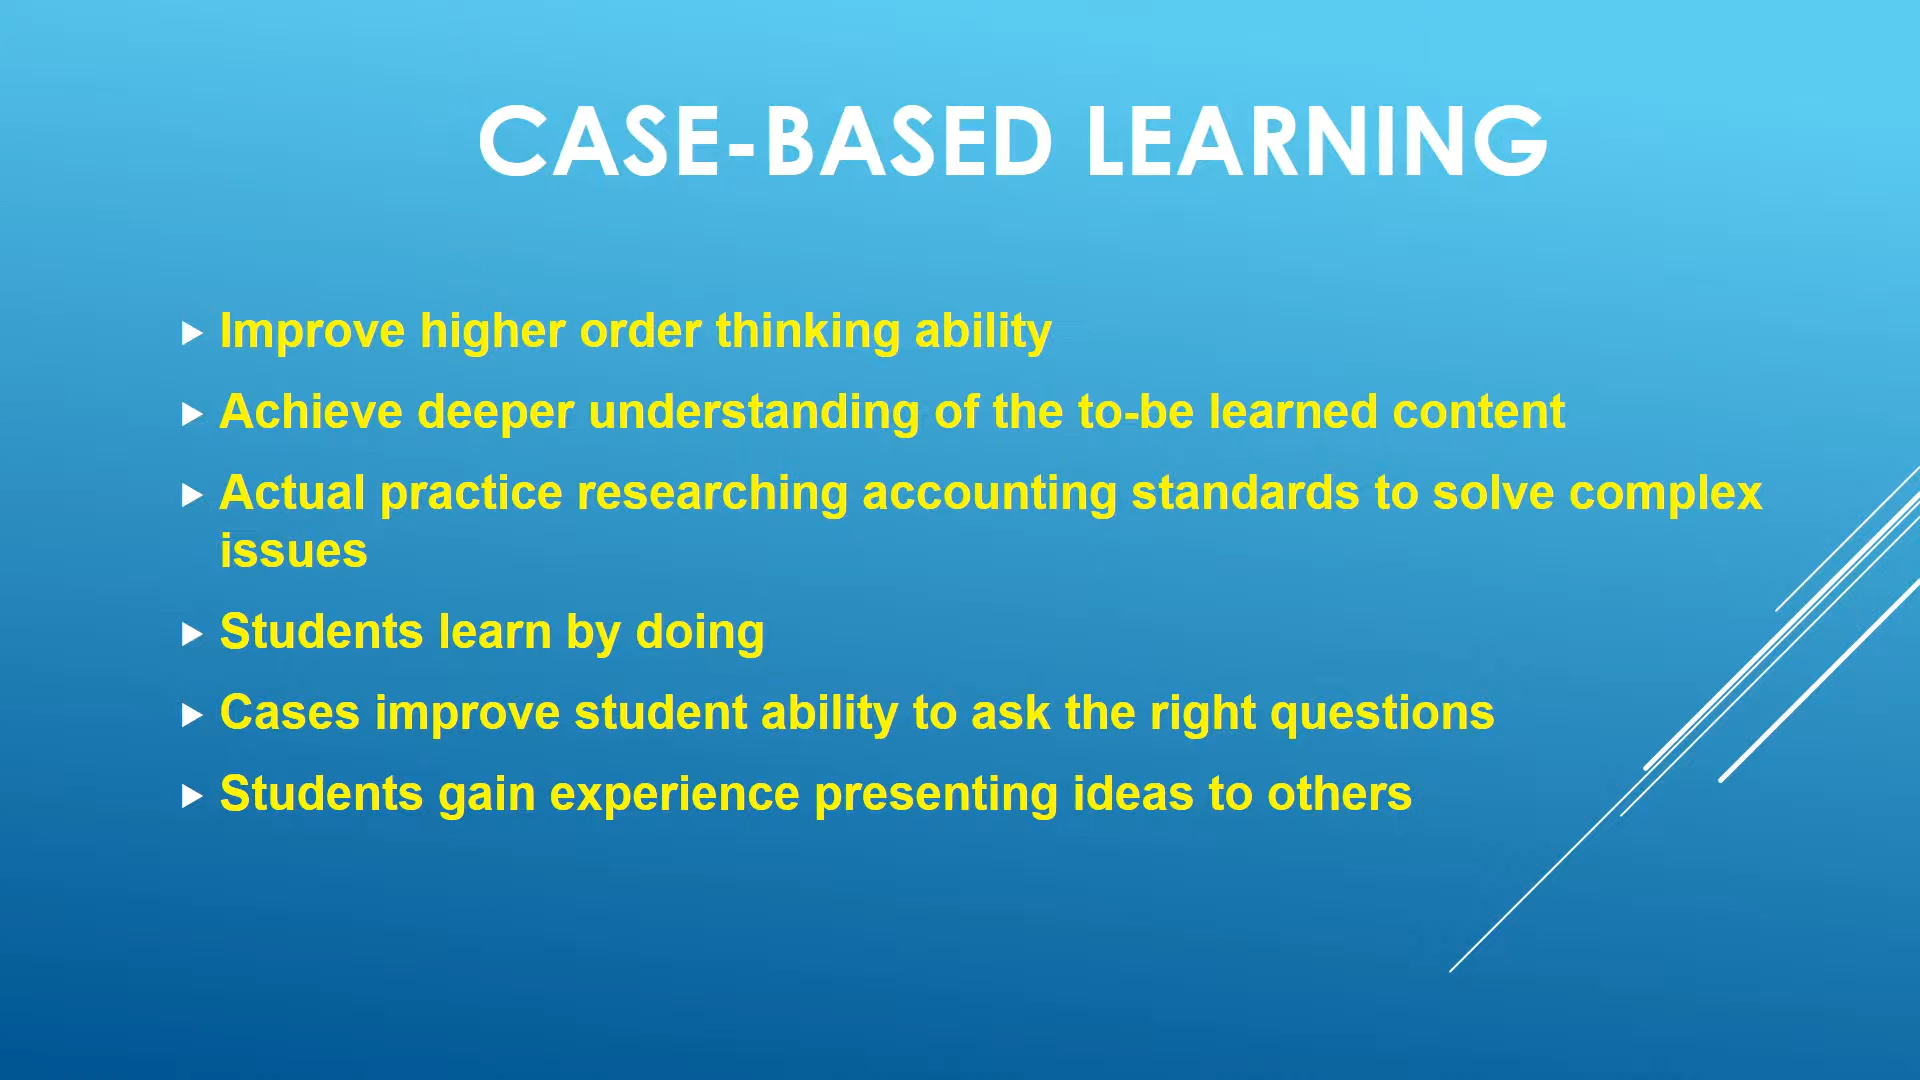 CASE-BASED LEARNING
Improve higher order thinking ability
Achieve deeper understanding of the to-be learned content
Actual practice researching accounting standards to solve complex
issues
Students learn by doing
Cases improve student ability to ask the right questions
Students gain experience presenting ideas to others